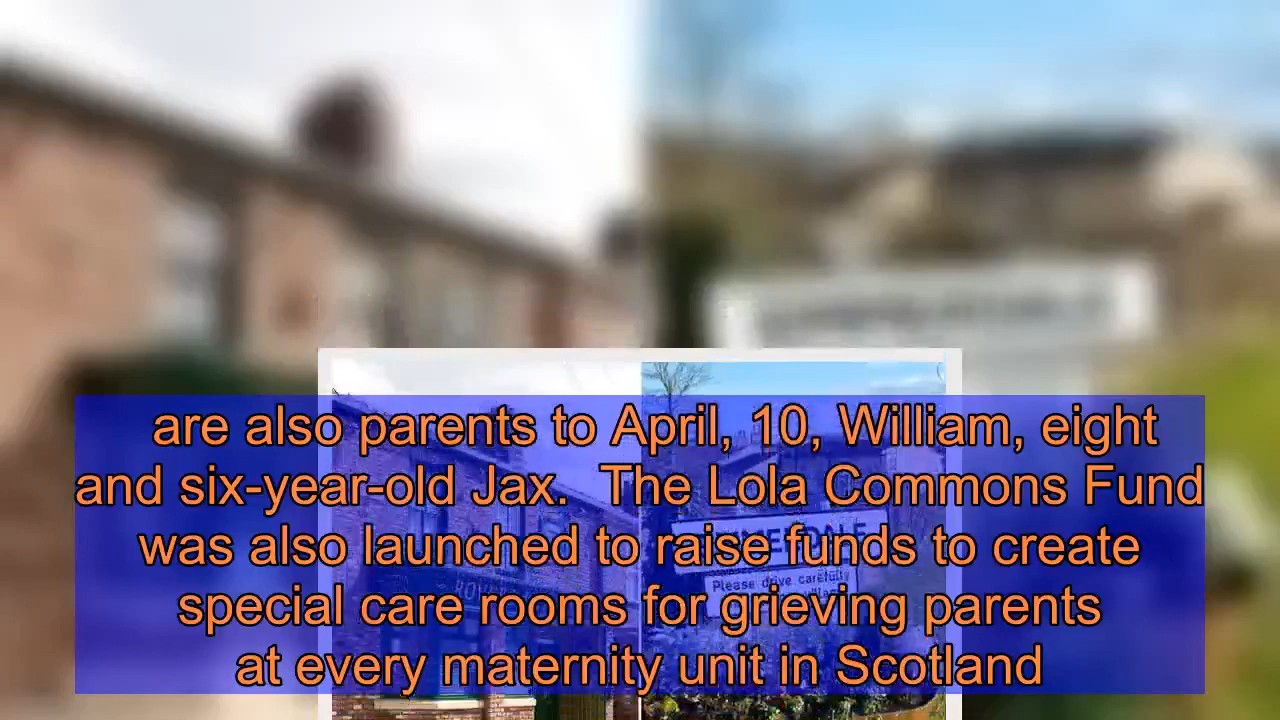 are also parents to April, 10, William, eight
and six-year-old Jax.  The Lola Commons Fund
was also launched to raise funds to create
special care rooms for grieving parents
at every maternity unit in Scotland
Please drive carefully